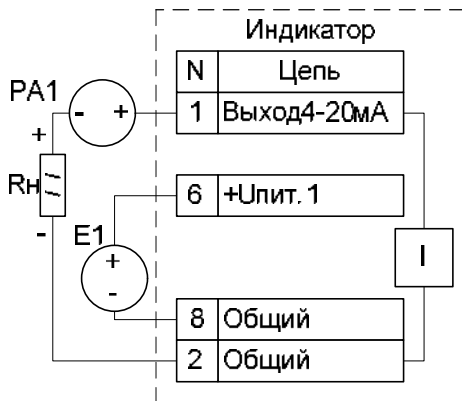 Индикатор
N Цепь
PA1
- + 1 Выход4-20мА
+
Rн
6 +Uпит.1
-
E1
+
I
-
8 Общий
2 Общий